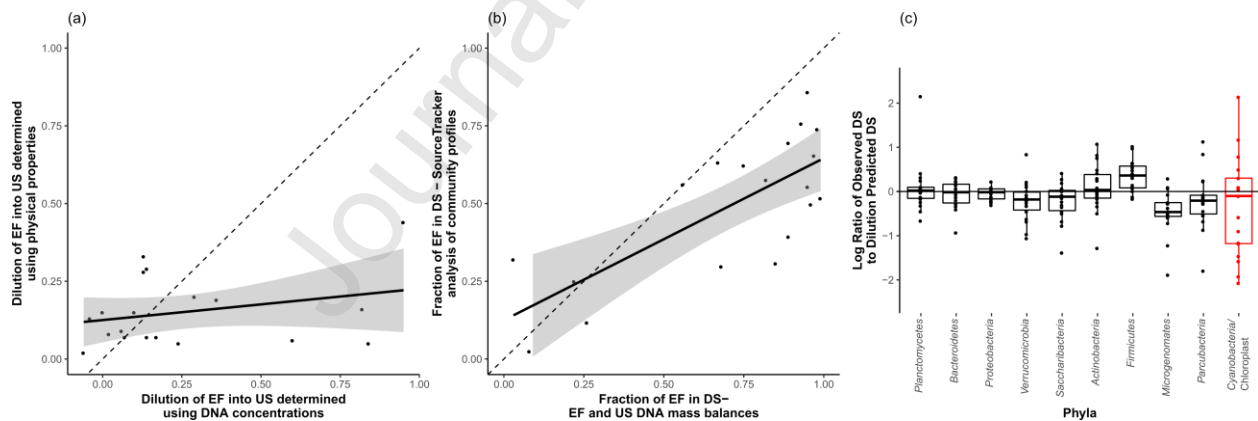 (a)
1.00
0.75
0.50
0.25
0.00
Dilution of EF into US determined
using physical properties
0.00
0.25
0.50
0.75
1.00
Dilution of EF into US determined
using DNA concentrations
(b)
1.00
0.75
0.50
0.25
0.00
Fraction of EF in DS - SourceTracker
analysis of community profiles
0.00
0.25
0.50
0.75
1.00
Fraction of EF in DS-
EF and US DNA mass balances
(c)
2
1
0
-1
-2
Log Ratio of Observed DS
to Dilution Predicted DS
Planctomycetes
Bacteroidetes
Proteobacteria
Verrucomicrobia
Saccharibacteria
Actinobacteria
Firmicutes
Microgenomates
Parcubacteria
Cyanobacteria/
Chloroplast
Phyla
Journal